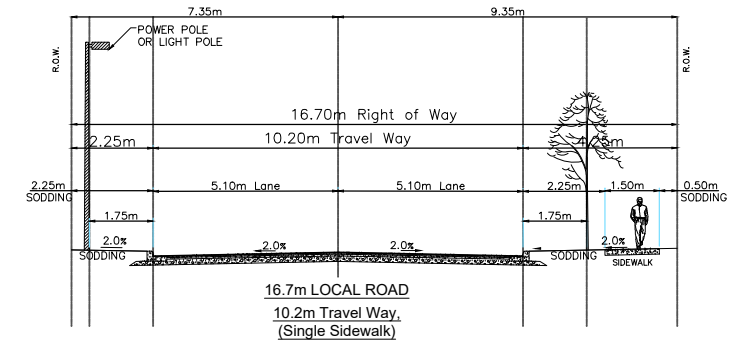 7.35m 9.35m
POWER POLE
OR LIGHT POLE
R.O.W. R.O.W.
16.70m Right of Way
2.25m 10.20m Travel Way 4.25m
2.25m 5.10m Lane 5.10m Lane 2.25m 1.50m 0.50m
SODDING SODDING
1.75m 1.75m
2.0% 2.0% 2.0% 2.0%
SODDING SODDING SIDEWALK
16.7m LOCAL ROAD
10.2m Travel Way,
(Single Sidewalk)